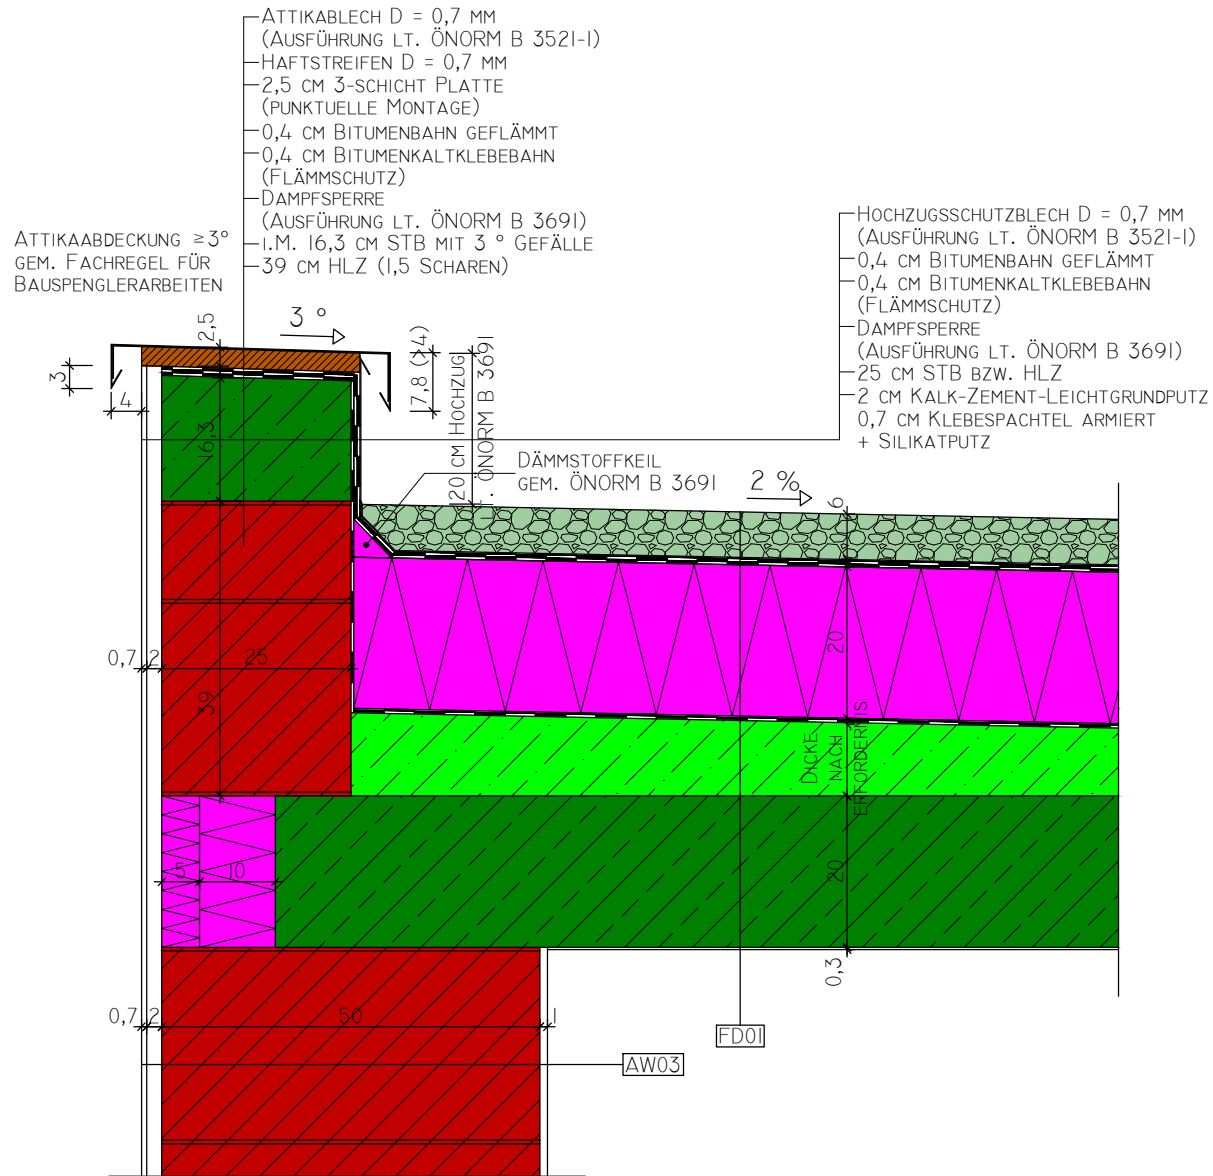 ATTIKABLECH D = 0,7 MM
(AUSFÜHRUNG LT. ÖNORM B 3521-1)
HAFTSTREIFEN D = 0,7 MM
2,5 CM 3-SCHICHT PLATTE
(PUNKTUELLE MONTAGE)
0,4 CM BITUMENBAHN GEFLÄMMT
0,4 CM BITUMENKALTKLEBEBAHN
(FLÄMMSCHUTZ)
DAMPFSPERRE
(AUSFÜHRUNG LT. ÖNORM B 3691)
I.M. 16,3 CM STB MIT 3 ° GEFÄLLE
39 CM HLZ (1,5 SCHAREN)
ATTIKAABDECKUNG ≥3°
GEM. FACHREGEL FÜR
BAUSPENGLERARBEITEN
HOCHZUGSSCHUTZBLECH D = 0,7 MM
(AUSFÜHRUNG LT. ÖNORM B 3521-1)
0,4 CM BITUMENBAHN GEFLÄMMT
0,4 CM BITUMENKALTKLEBEBAHN
(FLÄMMSCHUTZ)
DAMPFSPERRE
(AUSFÜHRUNG LT. ÖNORM B 3691)
25 CM STB BZW. HLZ
2 CM KALK-ZEMENT-LEICHTGRUNDPUTZ
0,7 CM KLEBESPACHTEL ARMIERT
+ SILIKATPUTZ
2,5
3 °
3
4
7,8 (>4)
20 CM HOCHZUG
LT. ÖNORM B 3691
16,3
DÄMMSTOFFKEIL
GEM. ÖNORM B 3691
2 %
6
20
0,7
2
25
39
DICKE
NACH
ERFORDERNIS
5
10
20
0,3
0,7
2
50
1
FD01
AW03